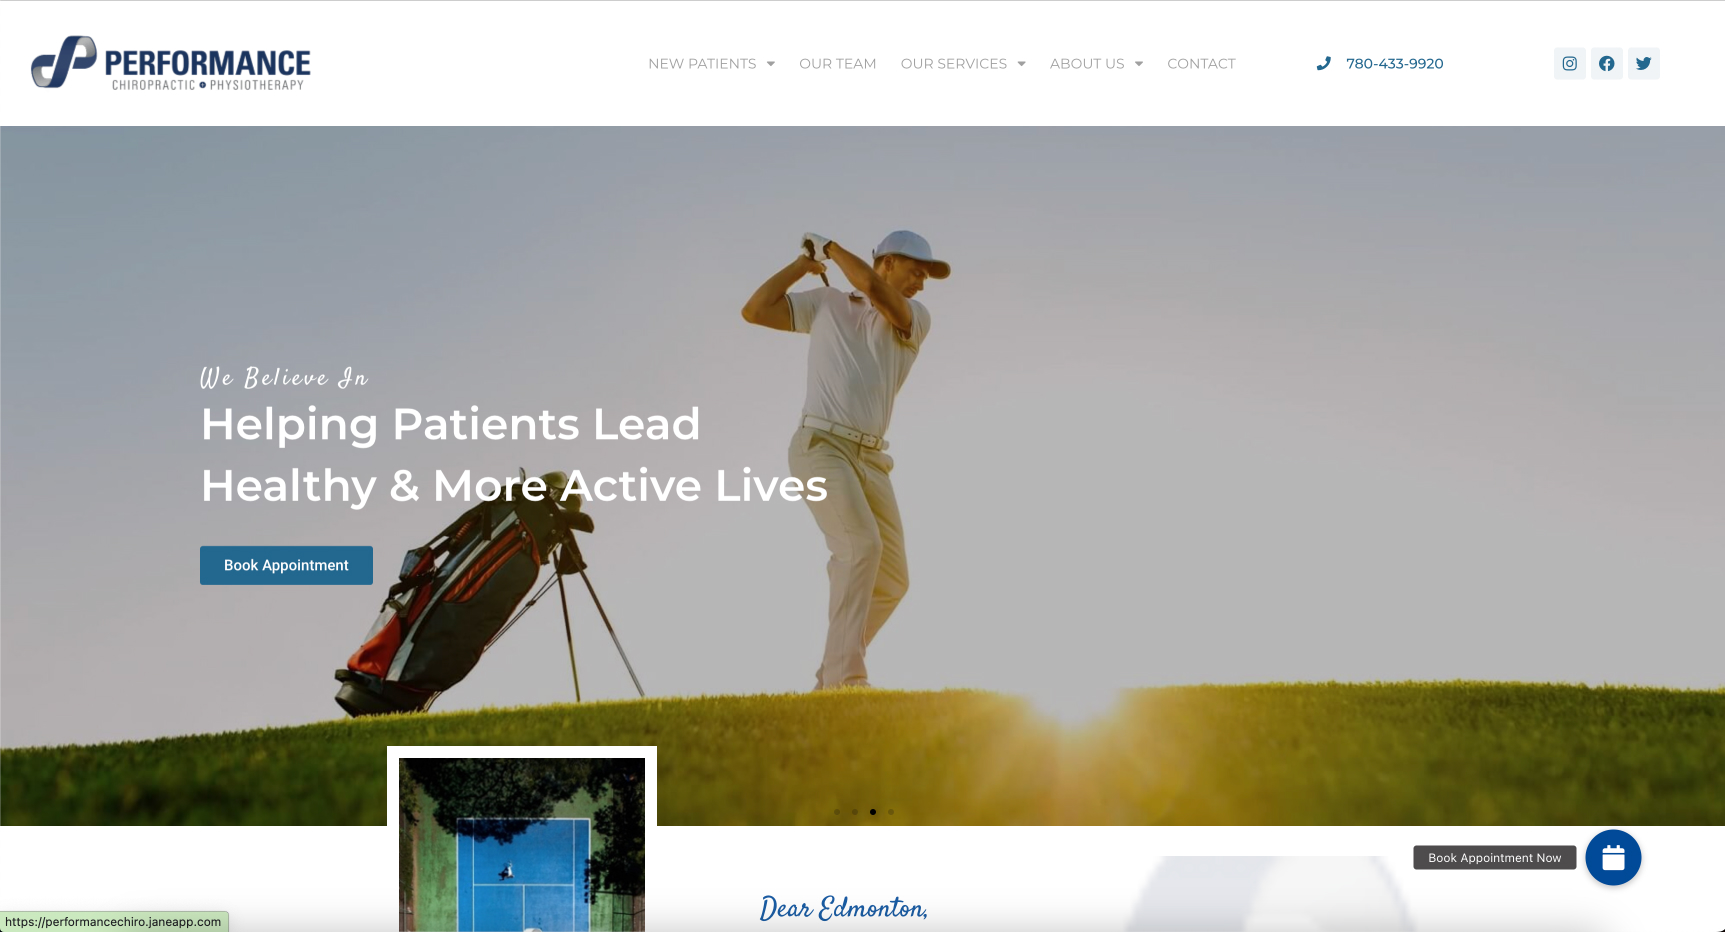 PERFORMANCE
CHIROPRACTIC • PHYSIOTHERAPY
NEW PATIENTS OUR TEAM OUR SERVICES ABOUT US CONTACT 780-433-9920
We Believe In
Helping Patients Lead
Healthy & More Active Lives
Book Appointment
Book Appointment Now
Dear Edmonton,
https://performancechiro.janeapp.com